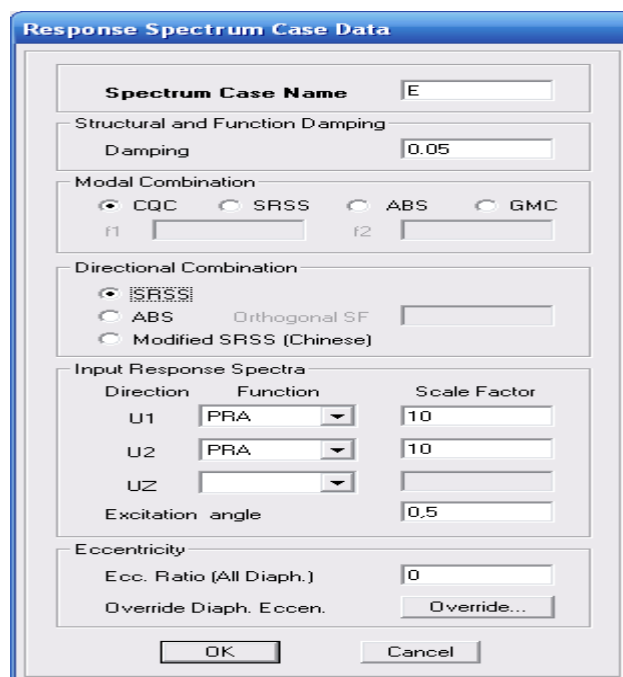 Response Spectrum Case Data
Spectrum Case Name E
Structural and Function Damping
Damping 0.05
Modal Combination
CQC SRSS ABS GMC
f1 f2
Directional Combination
SRSS
ABS Orthogonal SF
Modified SRSS (Chinese)
Input Response Spectra
Direction Function Scale Factor
U1 PRA 10
U2 PRA 10
UZ
Excitation angle 0,5
Eccentricity
Ecc. Ratio (All Diaph.) 0
Override Diaph. Eccen. Override...
OK Cancel